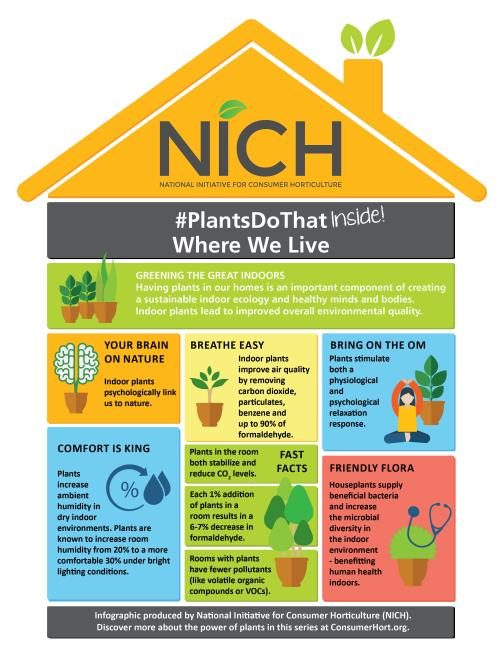 NICH
NATIONAL INITIATIVE FOR CONSUMER HORTICULTURE
#PlantsDoThat Inside!
Where We Live
GREENING THE GREAT INDOORS
Having plants in our homes is an important component of creating
a sustainable indoor ecology and healthy minds and bodies.
Indoor plants lead to improved overall environmental quality.
YOUR BRAIN
ON NATURE
Indoor plants
psychologically link
us to nature.
BREATHE EASY
Indoor plants
improve air quality
by removing
carbon dioxide,
particulates,
benzene and
up to 90% of
formaldehyde.
BRING ON THE OM
Plants stimulate
both a
physiological
and
psychological
relaxation
response.
COMFORT IS KING
Plants
increase
ambient
humidity in
dry indoor
environments. Plants are
known to increase room
humidity from 20% to a more
comfortable 30% under bright
lighting conditions.
%
FAST
FACTS
Plants in the room
both stabilize and
reduce CO2 levels.
Each 1% addition
of plants in a
room results in a
6-7% decrease in
formaldehyde.
Rooms with plants
have fewer pollutants
(like volatile organic
compounds or VOCs).
FRIENDLY FLORA
Houseplants supply
beneficial bacteria
and increase
the microbial
diversity in
the indoor
environment
- benefitting
human health
indoors.
Infographic produced by National Initiative for Consumer Horticulture (NICH).
Discover more about the power of plants in this series at ConsumerHort.org.